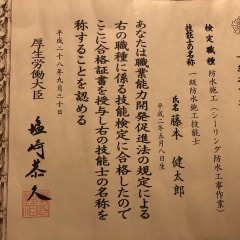 検定職種 防水施工(シーリング防水工事作業)
技能士の名称 一級防水施工技能士
氏名 藤本 健太郎
平成二年五月八日生
あなたは職業能力開発促進法の規定による
右の職種に係る技能検定に合格したので
ここに合格証書を授与し右の技能士の名称を
称することを認める
平成二十八年九月三十日
厚生労働大臣 塩崎恭久